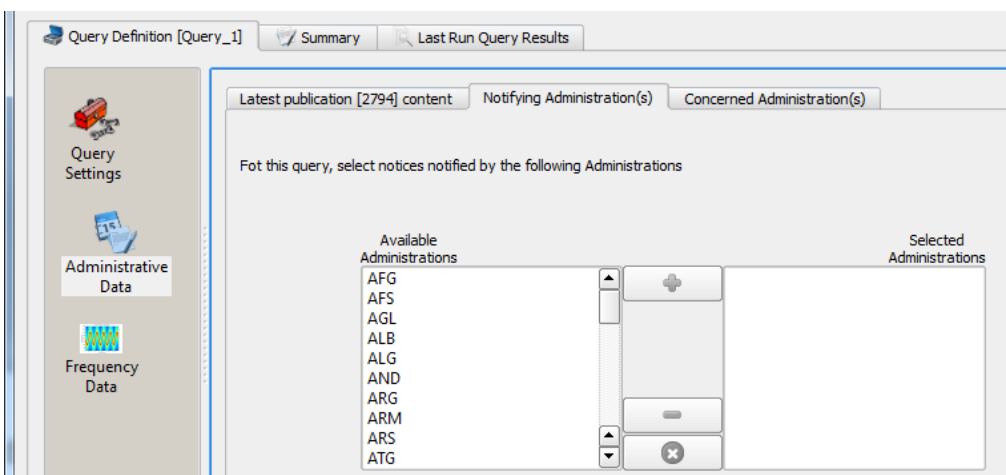 Query Definition [Query_1]
Summary
Last Run Query Results
Query
Settings
Administrative
Data
Frequency
Data
Latest publication [2794] content
Notifying Administration(s)
Concerned Administration(s)
Fot this query, select notices notified by the following Administrations
Available
Administrations
AFG
AFS
AGL
ALB
ALG
AND
ARG
ARM
ARS
ATG
Selected
Administrations